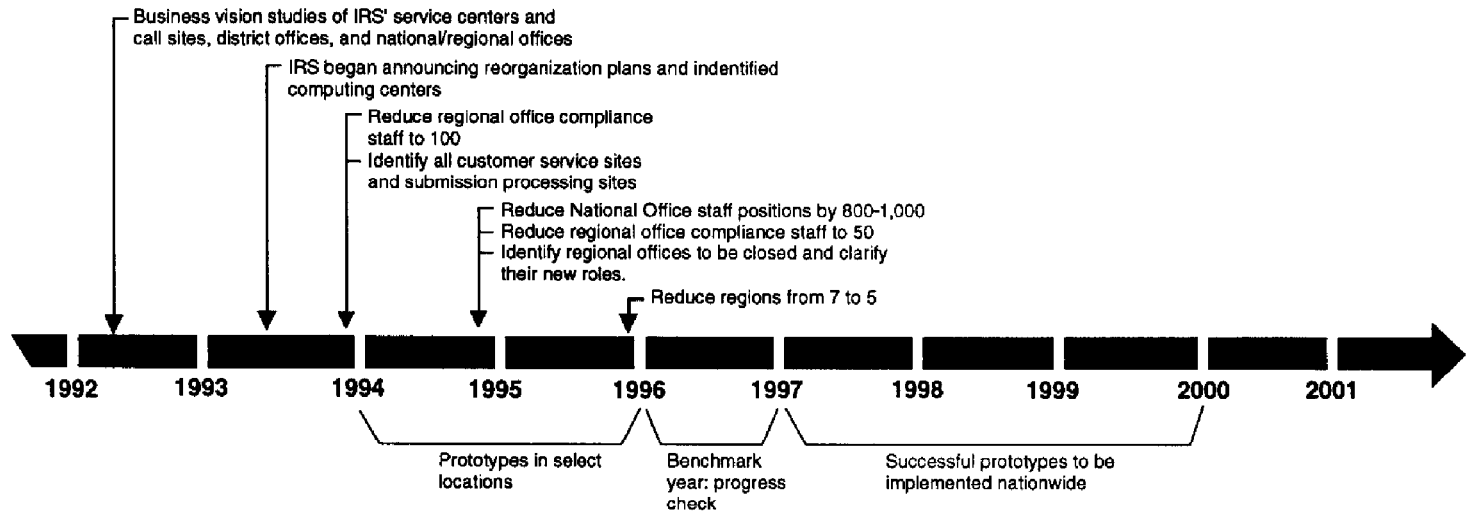 Business vision studies of IRS' service centers and
call sites, district offices, and national/regional offices
IRS began announcing reorganization plans and indentified
computing centers
Reduce regional office compliance
staff to 100
Identify all customer service sites
and submission processing sites
Reduce National Office staff positions by 800-1,000
Reduce regional office compliance staff to 50
Identify regional offices to be closed and clarify
their new roles.
Reduce regions from 7 to 5
1992 1993 1994 1995 1996 1997 1998 1999 2000 2001
Prototypes in select
locations
Benchmark
year: progress
check
Successful prototypes to be
implemented nationwide